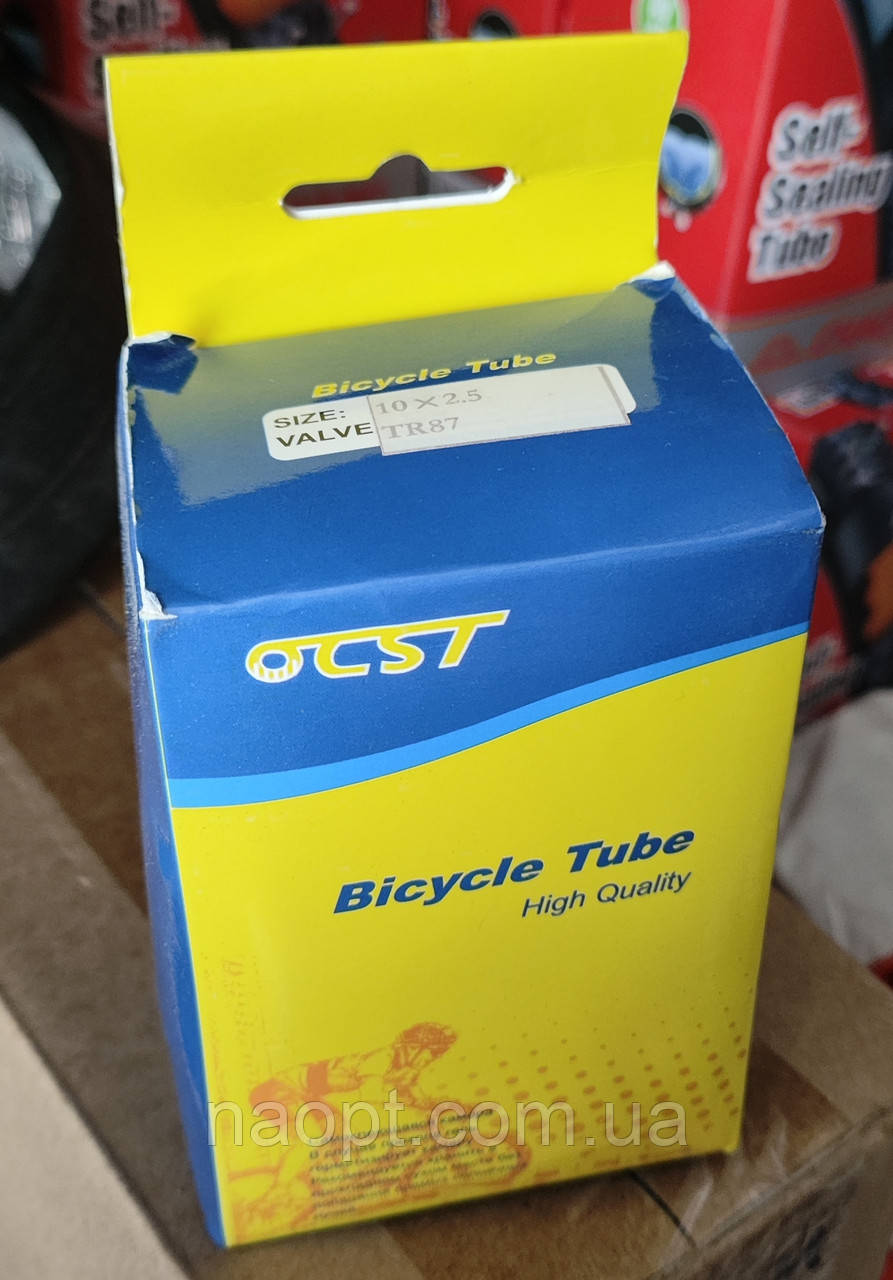 Self-
Sealing
Tube
Bicycle Tube
SIZE: 10×2.5
VALVE TR87
CST
Bicycle Tube
High Quality
naopt.com.ua